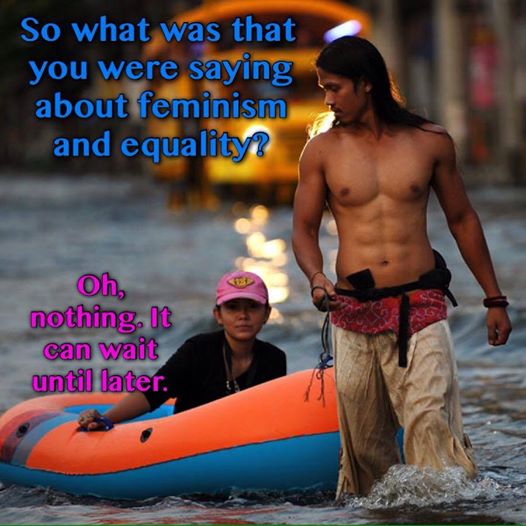 So what was that
you were saying
about feminism
and equality?
Oh,
nothing. It
can wait
until later.